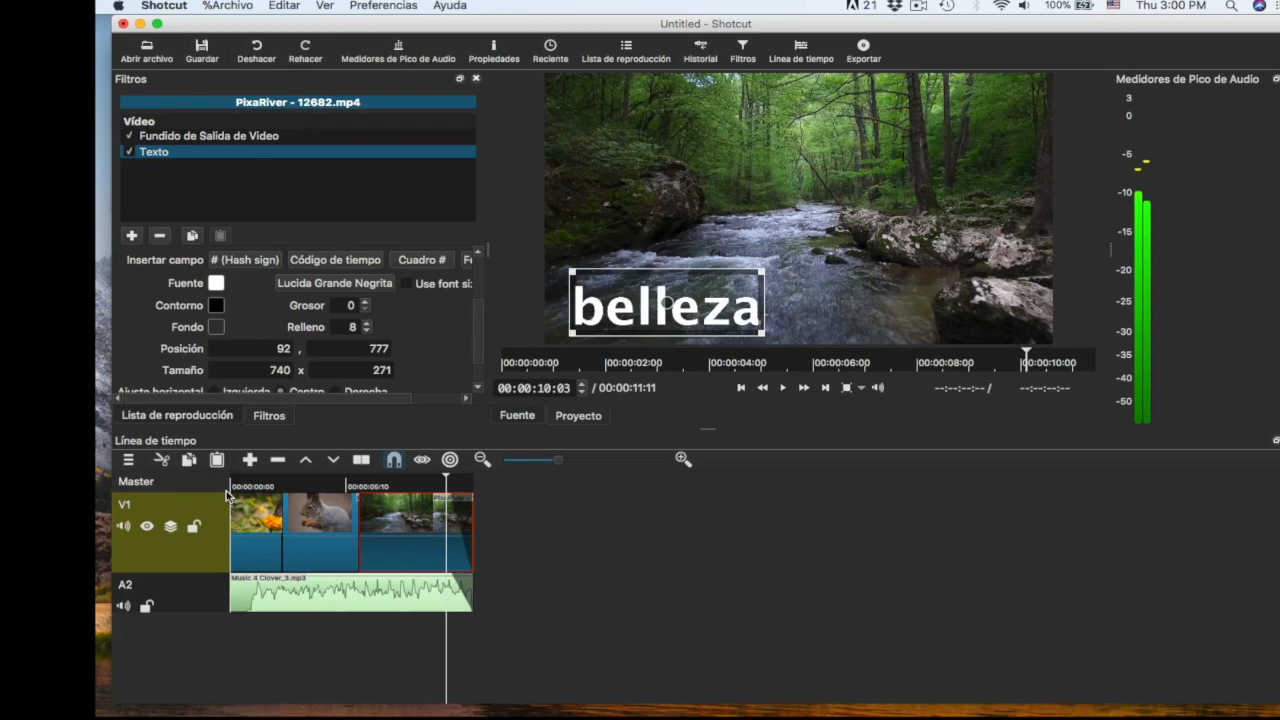 Shotcut %Archivo Editar Ver Preferencias Ayuda 21 100% Thu 3:00 PM
Untitled - Shotcut
Abrir archivo Guardar Deshacer Rehacer Medidores de Pico de Audio Propiedades Reciente Lista de reproducción Historial Filtros Linea de tiempo Exportar
Filtros
Medidores de Pico de Audio
PixaRiver - 12682.mp4
Vídeo
Fundido de Salida de Video
Texto
Insertar campo # (Hash sign) Código de tiempo Cuadro #
Fuente Lucida Grande Negrita Use font si
Contorno Grosor 0
Fondo Relleno 8
Posición 92 , 777
Tamaño 740 x 271
Ajuste horizontal Izquierda Centro Derecha
belleza
3
0
-5
-10
-15
-20
-25
-30
-35
-40
-50
00:00:00:00 00:00:02:00 00:00:04:00 00:00:06:00 00:00:08:00 00:00:10:00
00:00:10:03 / 00:00:11:11 --:--:--:-- / --:--:--:--
Lista de reproducción Filtros
Fuente Proyecto
Línea de tiempo
Master
00:00:00:00 00:00:05:10
V1
A2
Music 4 Clover_3.mp3